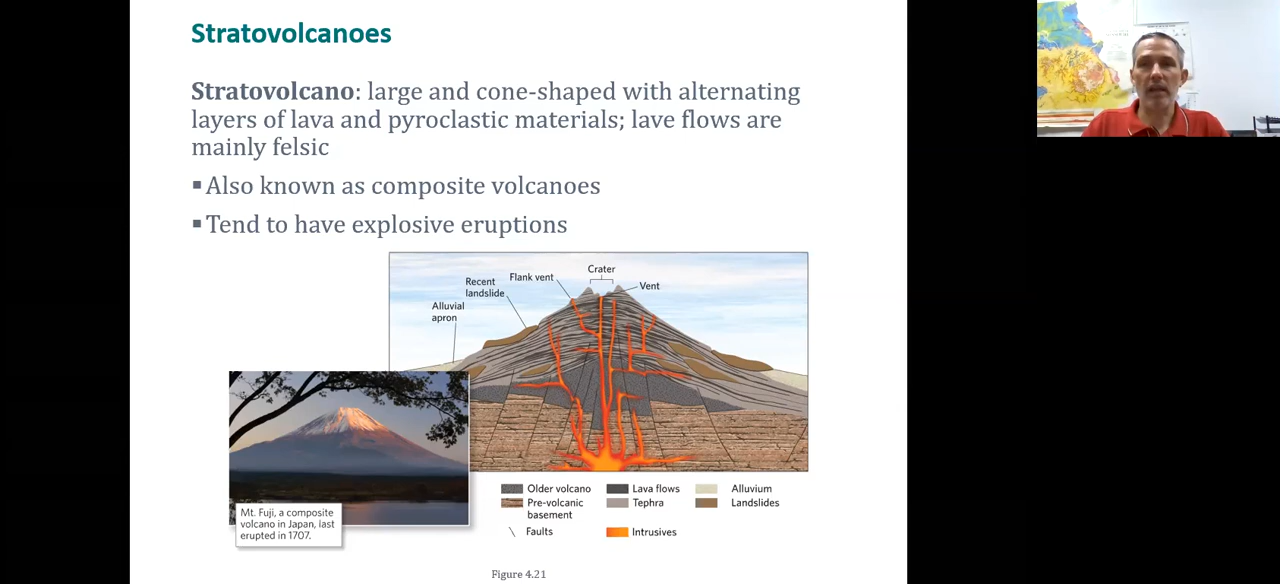 Stratovolcanoes
Stratovolcano: large and cone-shaped with alternating
layers of lava and pyroclastic materials; lave flows are
mainly felsic
▪Also known as composite volcanoes
▪Tend to have explosive eruptions
Crater
Flank vent
Vent
Recent
landslide
Alluvial
apron
Mt. Fuji, a composite
volcano in Japan, last
erupted in 1707.
Older volcano
Lava flows
Alluvium
Pre-volcanic
basement
Tephra
Landslides
Faults
Intrusives
Figure 4.21